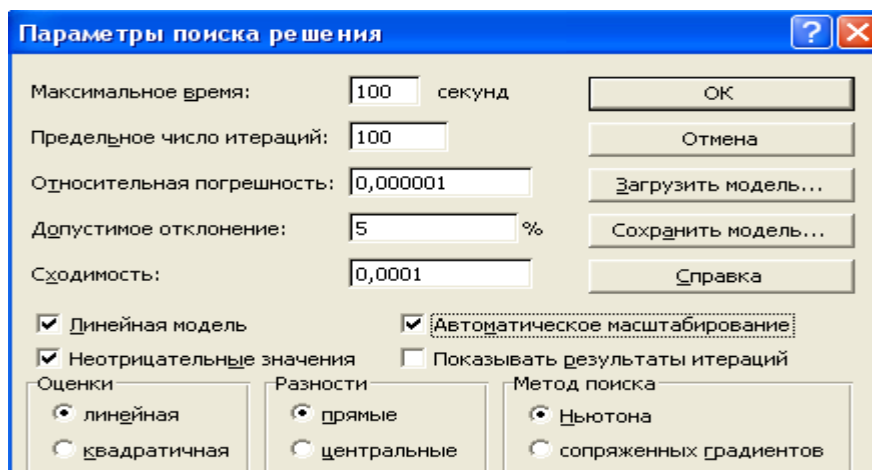 Параметры поиска решения
Максимальное время: 100 секунд OK
Предельное число итераций: 100 Отмена
Относительная погрешность: 0,000001 Загрузить модель...
Допустимое отклонение: 5 % Сохранить модель...
Сходимость: 0,0001 Справка
Линейная модель Автоматическое масштабирование
Неотрицательные значения Показывать результаты итераций
Оценки Разности Метод поиска
линейная прямые Ньютона
квадратичная центральные сопряженных градиентов